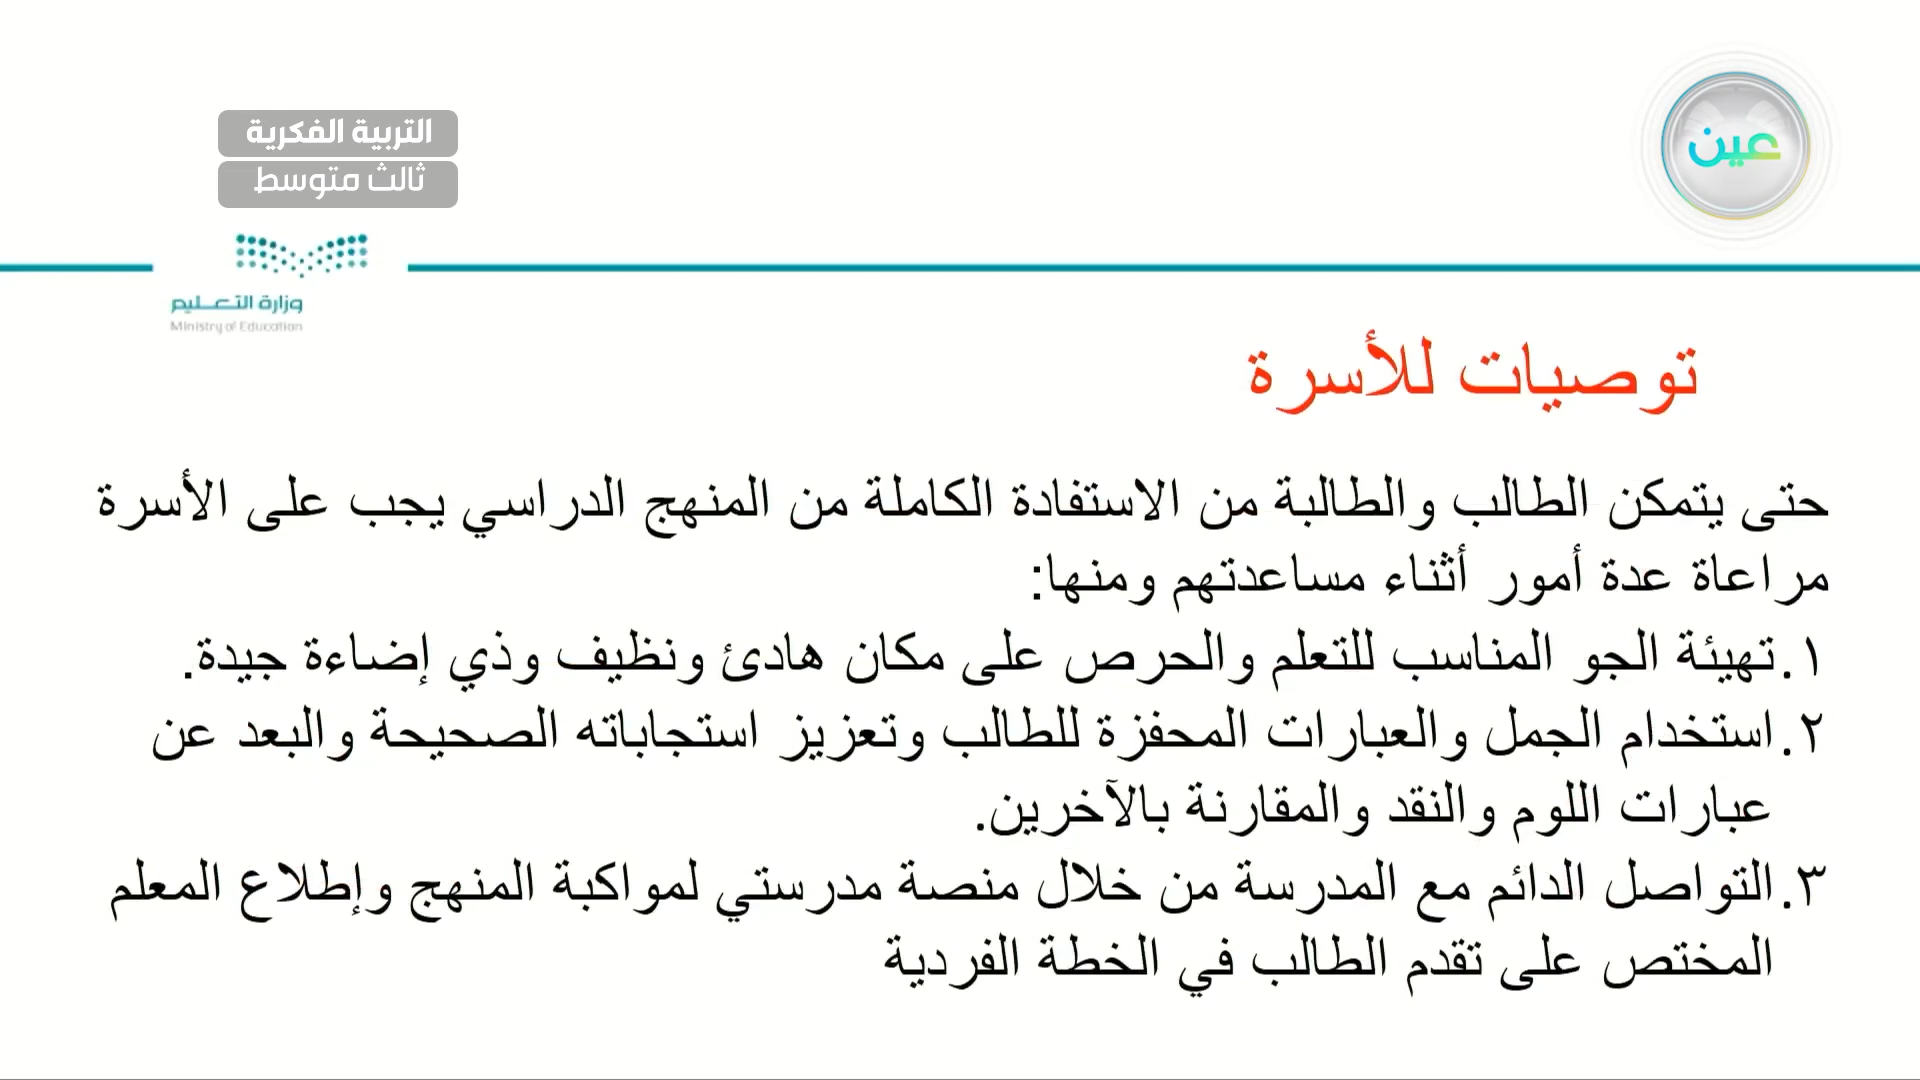 عين
التربية الفكرية
ثالث متوسط
وزارة التعليم
Ministry of Education
توصيات للأسرة
حتى يتمكن الطالب والطالبة من الاستفادة الكاملة من المنهج الدراسي يجب على الأسرة
مراعاة عدة أمور أثناء مساعدتهم ومنها:
١. تهيئة الجو المناسب للتعلم والحرص على مكان هادئ ونظيف وذي إضاءة جيدة.
٢. استخدام الجمل والعبارات المحفزة للطالب وتعزيز استجاباته الصحيحة والبعد عن
عبارات اللوم والنقد والمقارنة بالآخرين.
٣. التواصل الدائم مع المدرسة من خلال منصة مدرستي لمواكبة المنهج وإطلاع المعلم
المختص على تقدم الطالب في الخطة الفردية